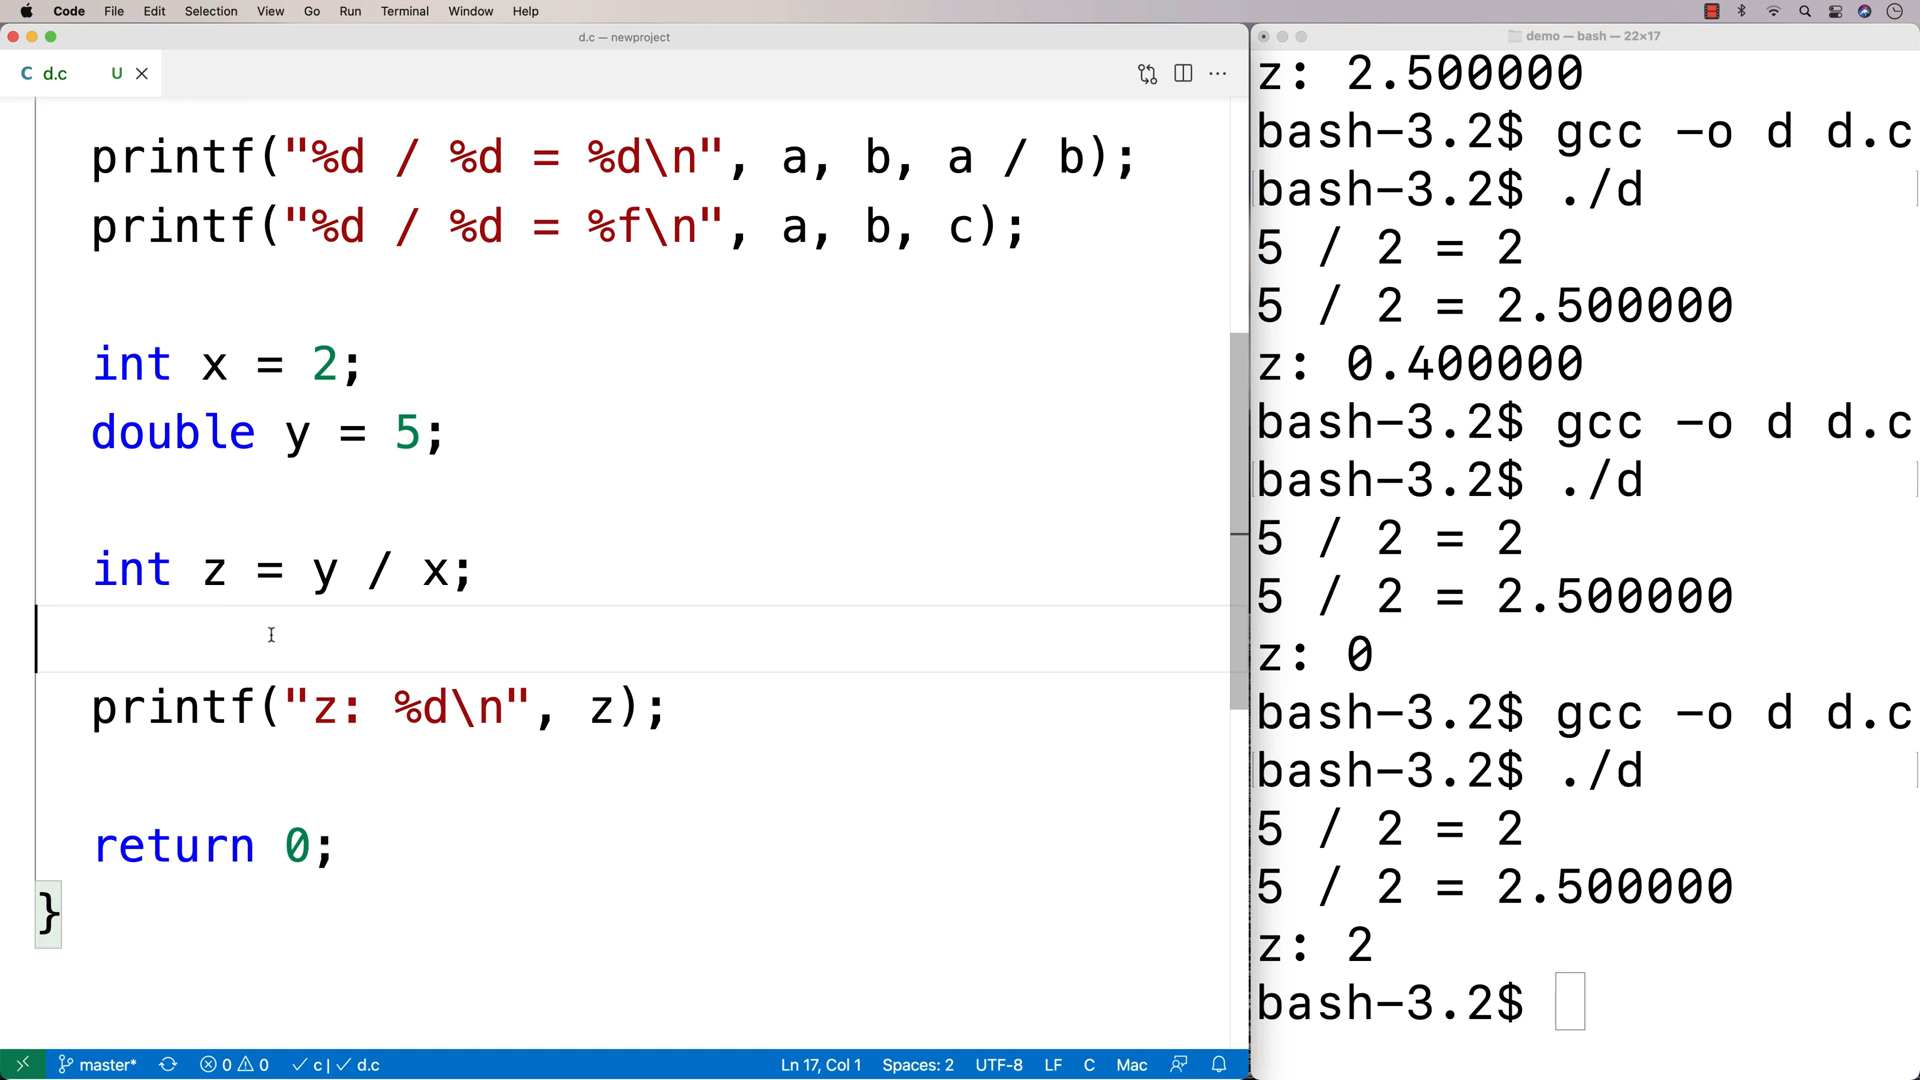 Code File Edit Selection View Go Run Terminal Window Help
d.c — newproject
C d.c U
printf("%d / %d = %d\n", a, b, a / b);
printf("%d / %d = %f\n", a, b, c);
int x = 2;
double y = 5;
int z = y / x;
printf("z: %d\n", z);
return 0;
}
master* 0 0 c | d.c Ln 17, Col 1 Spaces: 2 UTF-8 LF C Mac
demo — bash — 22×17
z: 2.500000
bash-3.2$ gcc -o d d.c
bash-3.2$ ./d
5 / 2 = 2
5 / 2 = 2.500000
z: 0.400000
bash-3.2$ gcc -o d d.c
bash-3.2$ ./d
5 / 2 = 2
5 / 2 = 2.500000
z: 0
bash-3.2$ gcc -o d d.c
bash-3.2$ ./d
5 / 2 = 2
5 / 2 = 2.500000
z: 2
bash-3.2$